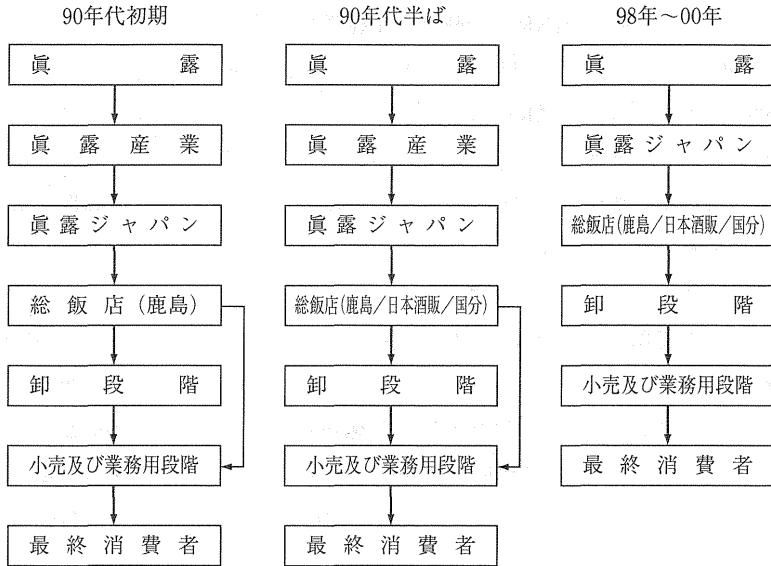 90年代初期
眞露
眞露産業
眞露ジャパン
総飯店(鹿島)
卸段階
小売及び業務用段階
最終消費者
90年代半ば
眞露
眞露産業
眞露ジャパン
総飯店(鹿島/日本酒販/国分)
卸段階
小売及び業務用段階
最終消費者
98年~00年
眞露
眞露ジャパン
総飯店(鹿島/日本酒販/国分)
卸段階
小売及び業務用段階
最終消費者